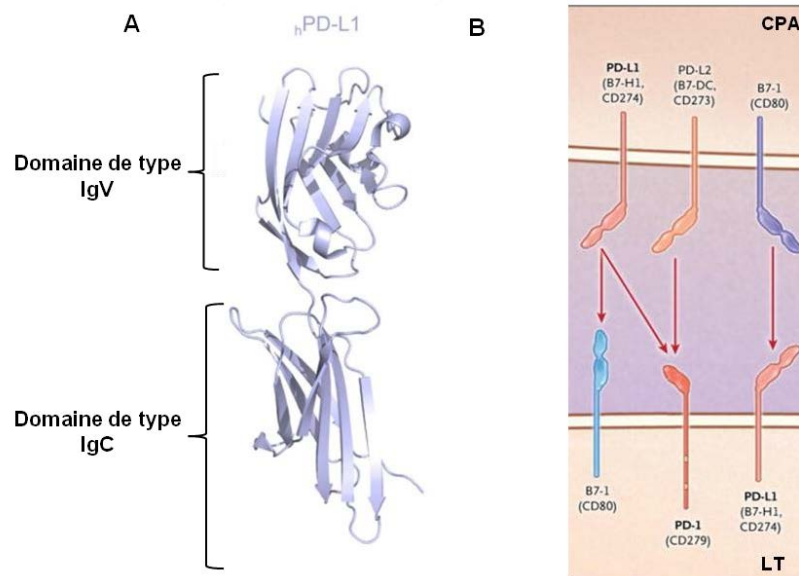 A
hPD-L1
B
Domaine de type
IgV
Domaine de type
IgC
CPA
PD-L1
(B7-H1,
CD274)
PD-L2
(B7-DC,
CD273)
B7-1
(CD80)
B7-1
(CD80)
PD-1
(CD279)
PD-L1
(B7-H1,
CD274)
LT